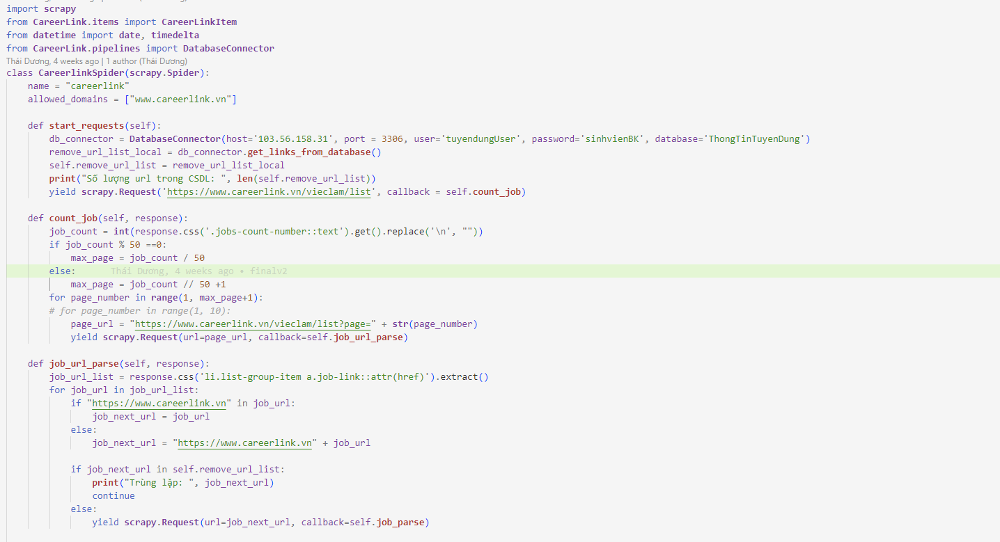 import scrapy
from CareerLink.items import CareerLinkItem
from datetime import date, timedelta
from CareerLink.pipelines import DatabaseConnector
Thái Dương, 4 weeks ago | 1 author (Thái Dương)
class CareerlinkSpider(scrapy.Spider):
    name = "careerlink"
    allowed_domains = ["www.careerlink.vn"]

    def start_requests(self):
        db_connector = DatabaseConnector(host='103.56.158.31', port = 3306, user='tuyendungUser', password='sinhvienBK', database='ThongTinTuyenDung')
        remove_url_list_local = db_connector.get_links_from_database()
        self.remove_url_list = remove_url_list_local
        print("Số lượng url trong CSDL: ", len(self.remove_url_list))
        yield scrapy.Request('https://www.careerlink.vn/vieclam/list', callback = self.count_job)

    def count_job(self, response):
        job_count = int(response.css('.jobs-count-number::text').get().replace('\n', ""))
        if job_count % 50 ==0:
            max_page = job_count / 50
        else:      Thái Dương, 4 weeks ago • finalv2
            max_page = job_count // 50 +1
        for page_number in range(1, max_page+1):
        # for page_number in range(1, 10):
            page_url = "https://www.careerlink.vn/vieclam/list?page=" + str(page_number)
            yield scrapy.Request(url=page_url, callback=self.job_url_parse)

    def job_url_parse(self, response):
        job_url_list = response.css('li.list-group-item a.job-link::attr(href)').extract()
        for job_url in job_url_list:
            if "https://www.careerlink.vn" in job_url:
                job_next_url = job_url
            else:
                job_next_url = "https://www.careerlink.vn" + job_url

            if job_next_url in self.remove_url_list:
                print("Trùng lặp: ", job_next_url)
                continue
            else:
                yield scrapy.Request(url=job_next_url, callback=self.job_parse)